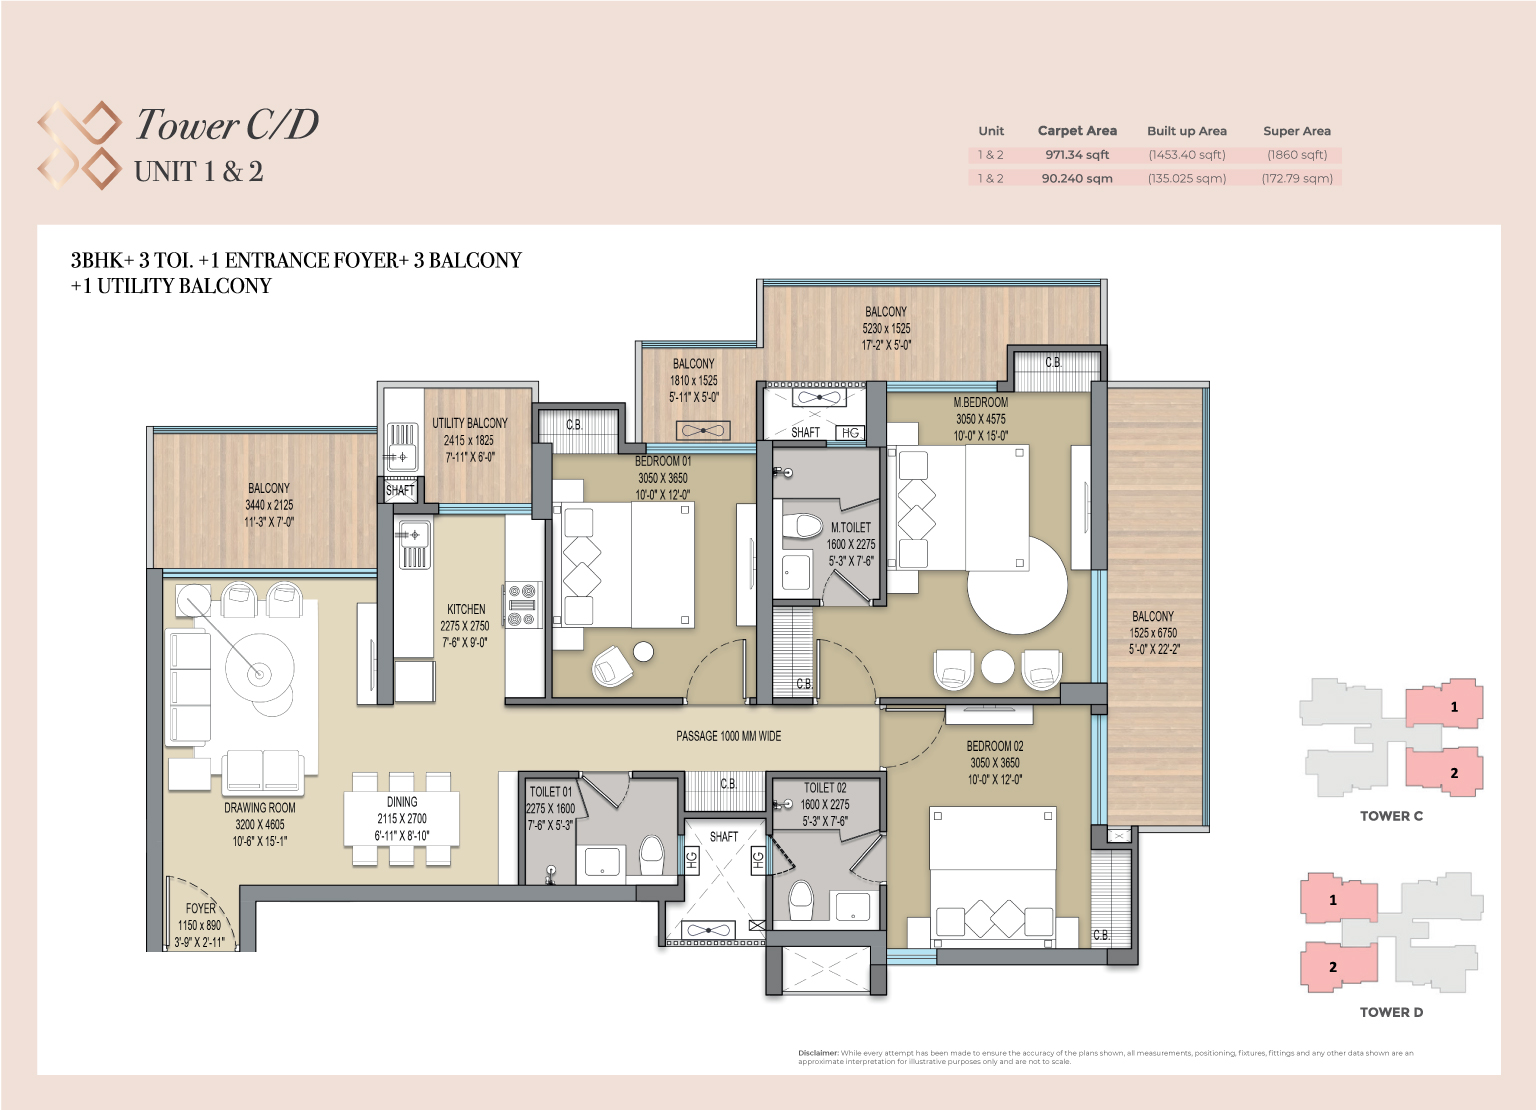 Tower C/D
UNIT 1 & 2
Unit Carpet Area Built up Area Super Area
1 & 2 971.34 sqft (1453.40 sqft) (1860 sqft)
1 & 2 90.240 sqm (135.025 sqm) (172.79 sqm)
3BHK+ 3 TOI. +1 ENTRANCE FOYER+ 3 BALCONY
+1 UTILITY BALCONY
BALCONY
5230 x 1525
17'-2" X 5'-0"
C.B.
BALCONY
1810 x 1525
5'-11" X 5'-0"
SHAFT
HG
M.BEDROOM
3050 X 4575
10'-0" X 15'-0"
UTILITY BALCONY
2415 x 1825
7'-11" X 6'-0"
C.B.
SHAFT
BALCONY
3440 x 2125
11'-3" X 7'-0"
BEDROOM 01
3050 X 3650
10'-0" X 12'-0"
M.TOILET
1600 X 2275
5'-3" X 7'-6"
KITCHEN
2275 X 2750
7'-6" X 9'-0"
BALCONY
1525 x 6750
5'-0" X 22'-2"
C.B.
PASSAGE 1000 MM WIDE
BEDROOM 02
3050 X 3650
10'-0" X 12'-0"
C.B.
TOILET 01
2275 X 1600
7'-6" X 5'-3"
TOILET 02
1600 X 2275
5'-3" X 7'-6"
DRAWING ROOM
3200 X 4605
10'-6" X 15'-1"
DINING
2115 X 2700
6'-11" X 8'-10"
SHAFT
HG
HG
FOYER
1150 x 890
3'-9" X 2'-11"
C.B.
1
2
TOWER C
1
2
TOWER D
Disclaimer: While every attempt has been made to ensure the accuracy of the plans shown, all measurements, positioning, fixtures, fittings and any other data shown are an
approximate interpretation for illustrative purposes only and are not to scale.